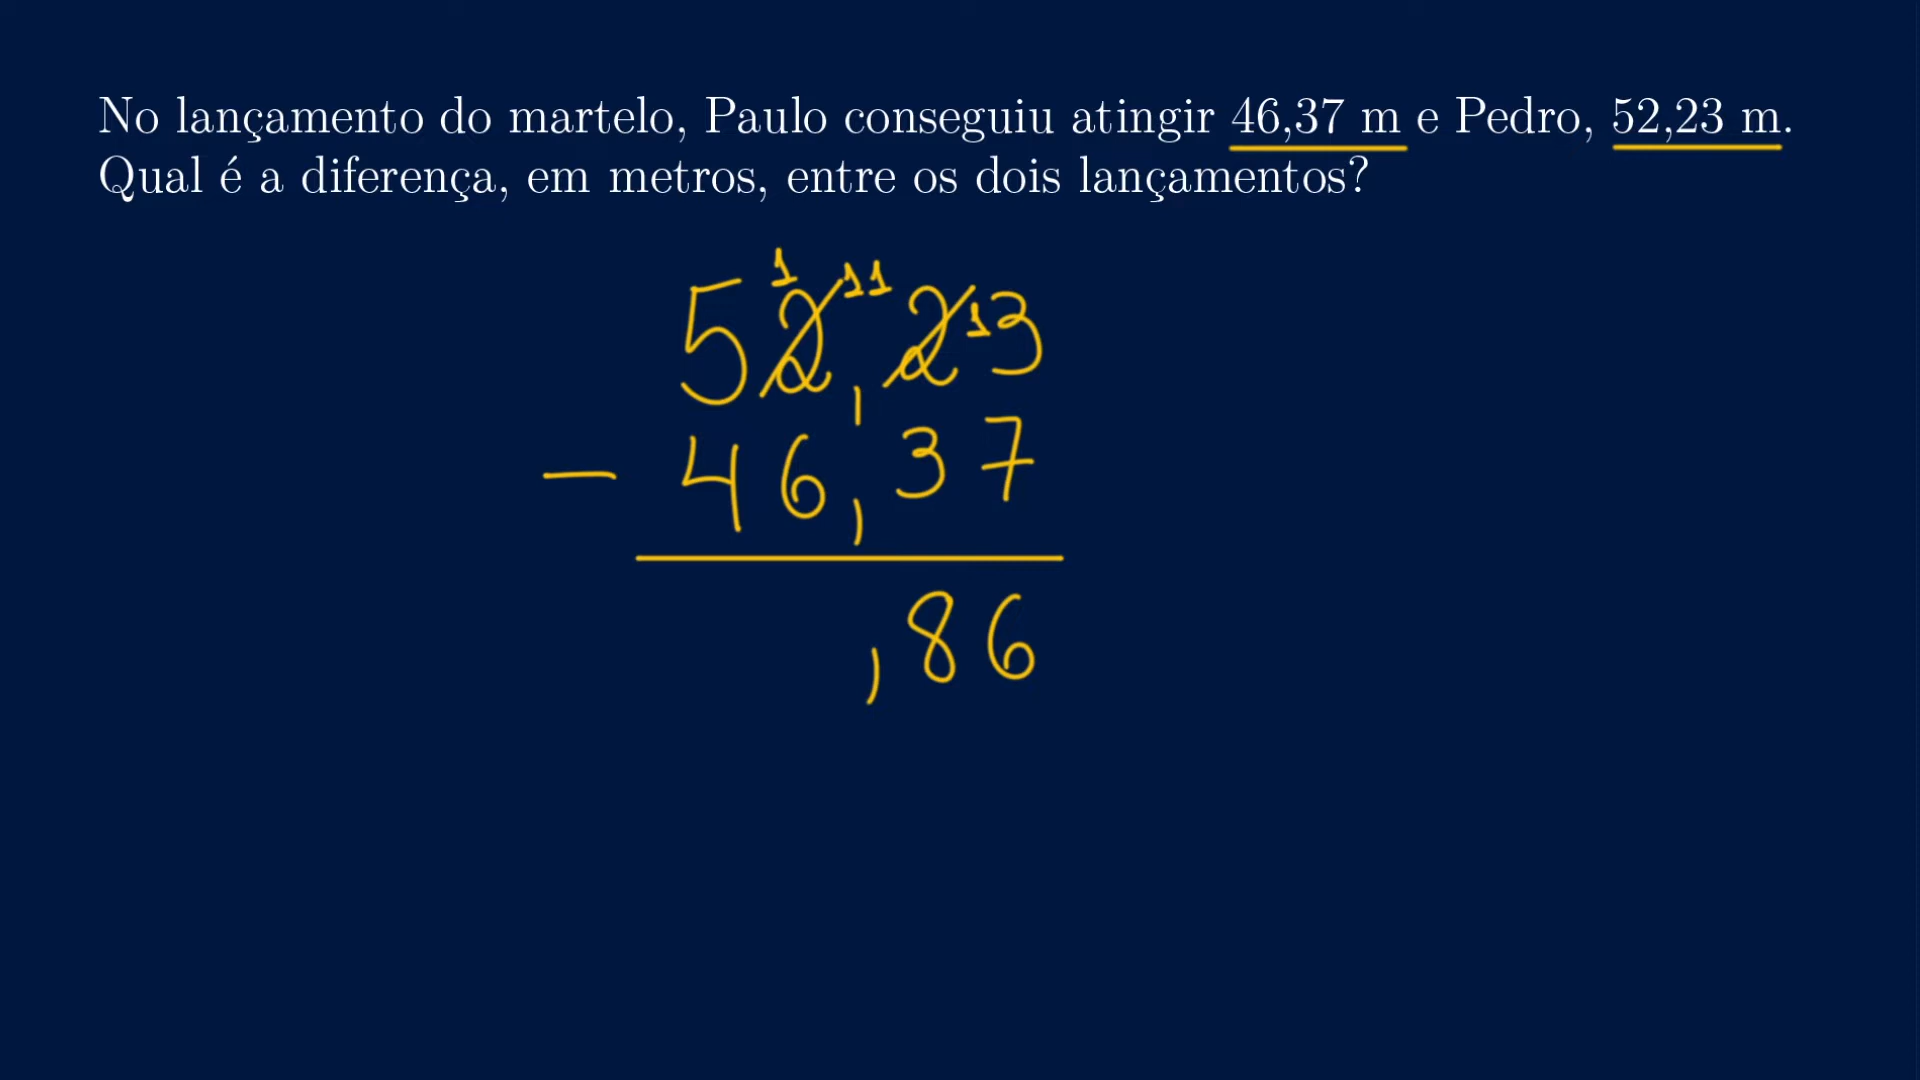 No lançamento do martelo, Paulo conseguiu atingir 46,37 m e Pedro, 52,23 m.
Qual é a diferença, em metros, entre os dois lançamentos?
1 11 1
52,23
- 46,37
,86